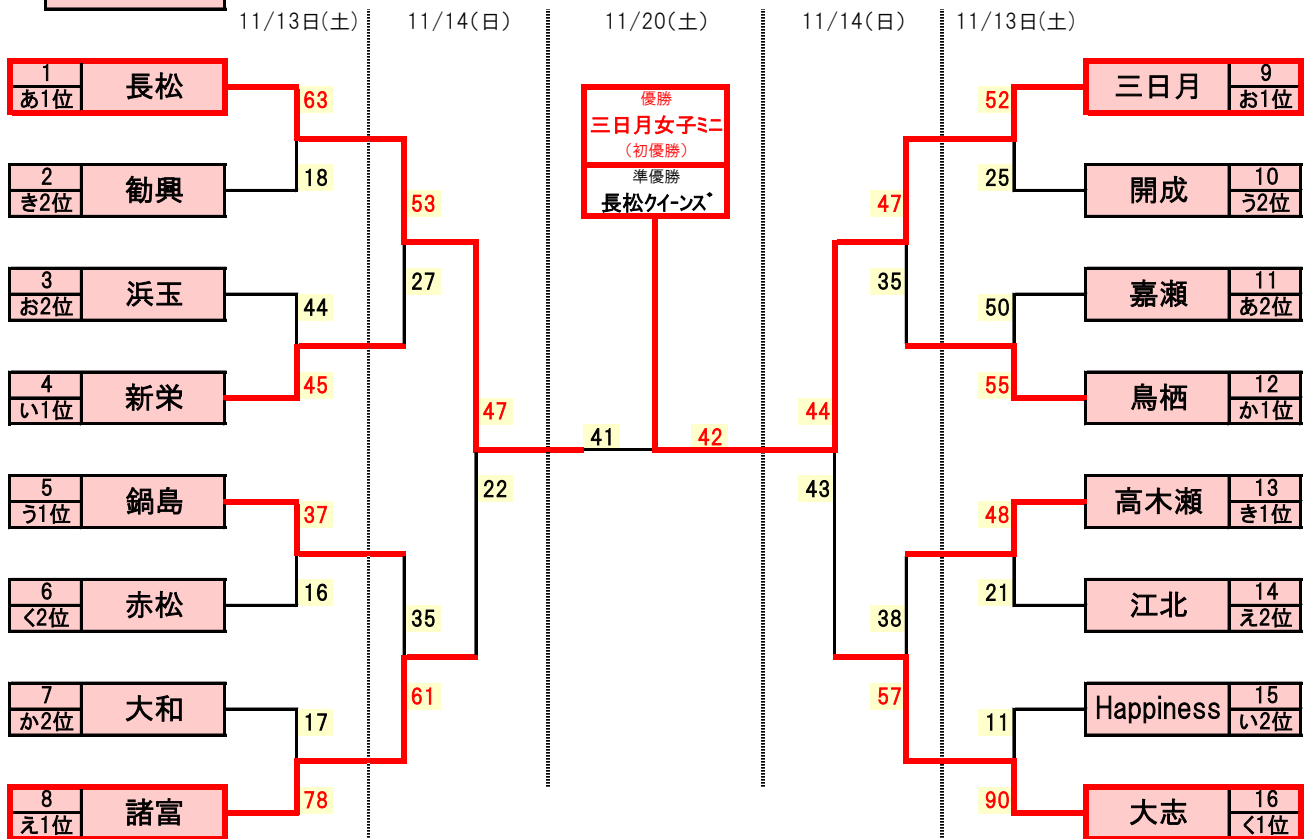 11/13日(土)
11/14(日)
11/20(土)
11/14(日)
11/13日(土)
1
あ1位
長松
63
2
き2位
勧興
18
53
3
お2位
浜玉
44
27
4
い1位
新栄
45
47
5
う1位
鍋島
37
22
6
く2位
赤松
16
35
7
か2位
大和
17
61
8
え1位
諸富
78
優勝
三日月女子ミニ
(初優勝)
準優勝
長松クイーンズ
41
42
三日月
9
お1位
52
開成
10
う2位
25
47
嘉瀬
11
あ2位
50
35
鳥栖
12
か1位
55
44
高木瀬
13
き1位
48
43
江北
14
え2位
21
38
Happiness
15
い2位
11
57
大志
16
く1位
90